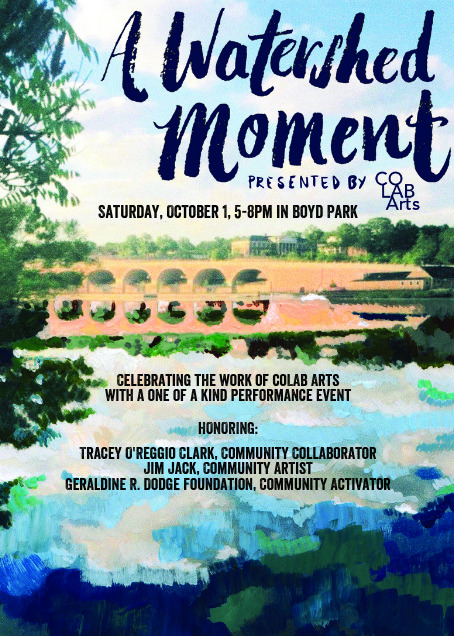 A Watershed
Moment
PRESENTED BY CO
LAB
Arts
SATURDAY, OCTOBER 1, 5-8PM IN BOYD PARK
CELEBRATING THE WORK OF COLAB ARTS
WITH A ONE OF A KIND PERFORMANCE EVENT
HONORING:
TRACEY O'REGGIO CLARK, COMMUNITY COLLABORATOR
JIM JACK, COMMUNITY ARTIST
GERALDINE R. DODGE FOUNDATION, COMMUNITY ACTIVATOR